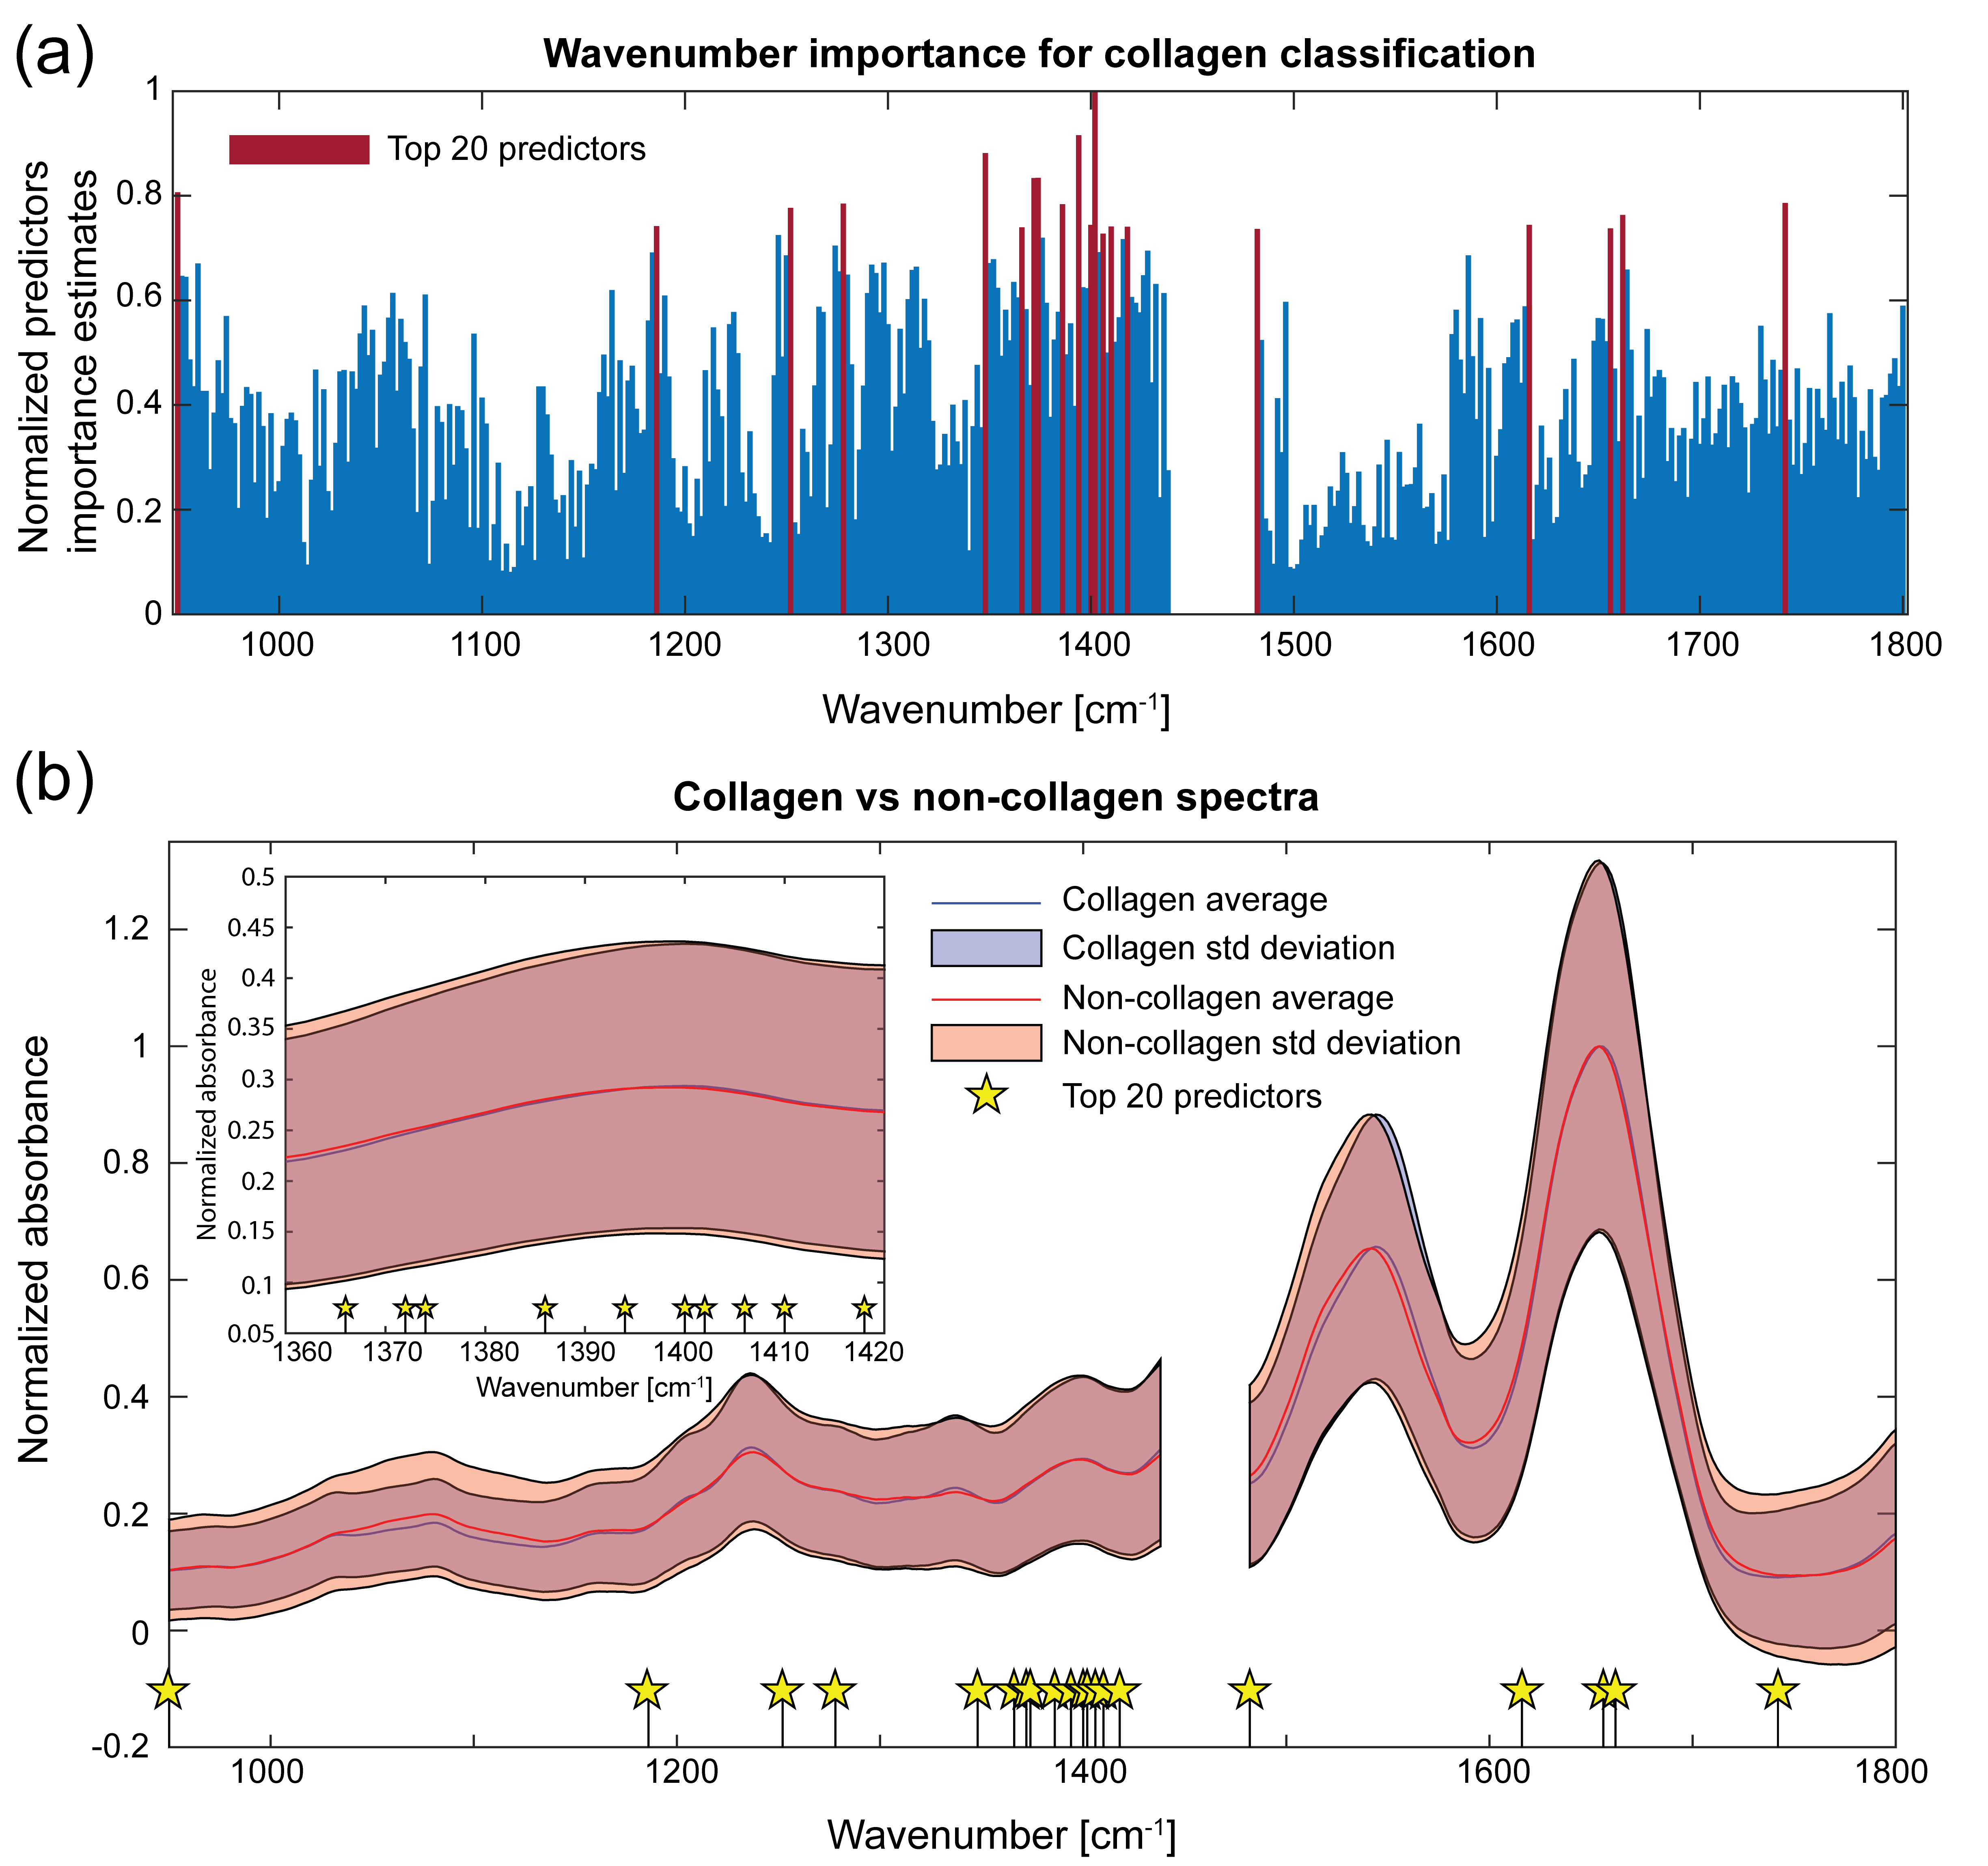 (a)
Wavenumber importance for collagen classification
Normalized predictors
importance estimates
1
0.8
0.6
0.4
0.2
0
Top 20 predictors
1000 1100 1200 1300 1400 1500 1600 1700 1800
Wavenumber [cm-1]
(b)
Collagen vs non-collagen spectra
Normalized absorbance
1.2
1
0.8
0.6
0.4
0.2
0
-0.2
Normalized absorbance
0.5
0.45
0.4
0.35
0.3
0.25
0.2
0.15
0.1
0.05
1360 1370 1380 1390 1400 1410 1420
Wavenumber [cm-1]
Collagen average
Collagen std deviation
Non-collagen average
Non-collagen std deviation
Top 20 predictors
1000 1200 1400 1600 1800
Wavenumber [cm-1]